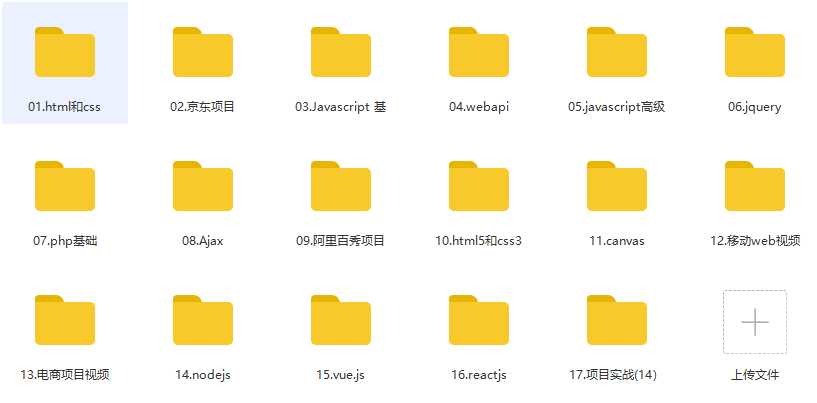 01.html和css
02.京东项目
03.Javascript 基
04.webapi
05.javascript高级
06.jquery
07.php基础
08.Ajax
09.阿里百秀项目
10.html5和css3
11.canvas
12.移动web视频
13.电商项目视频
14.nodejs
15.vue.js
16.reactjs
17.项目实战(14)
上传文件